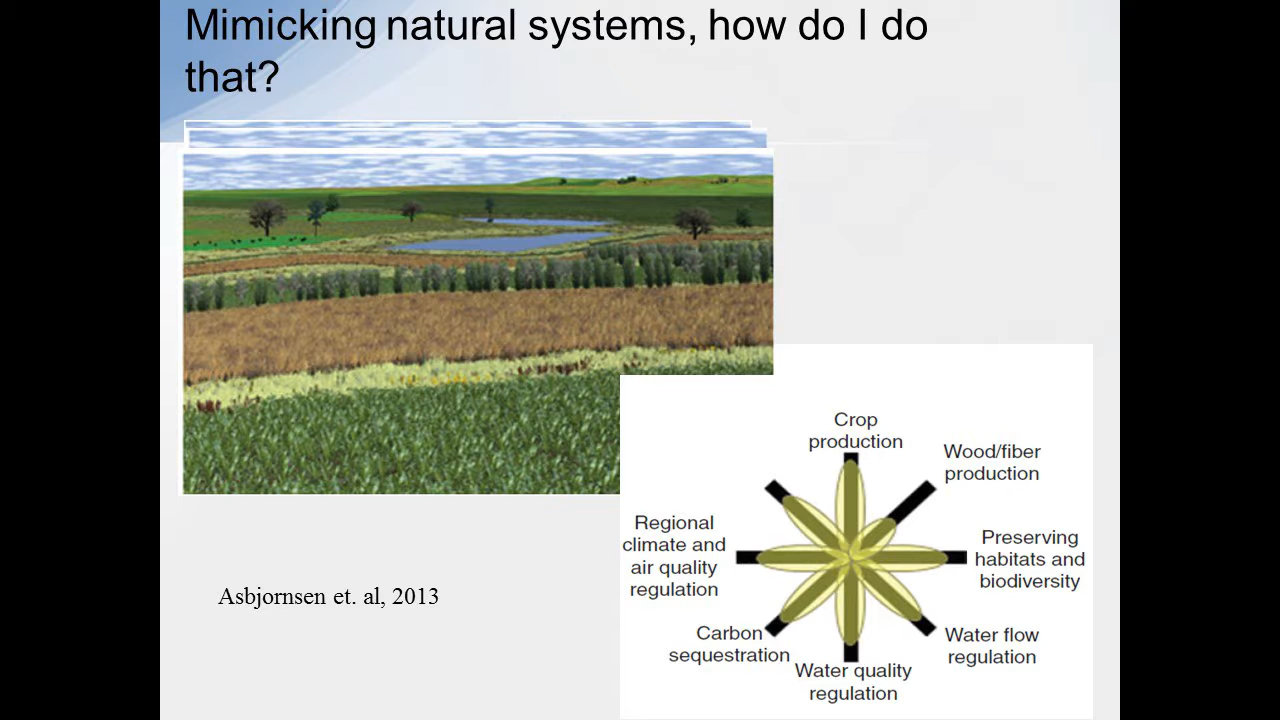 Mimicking natural systems, how do I do
that?
Crop
production
Wood/fiber
production
Regional
climate and
air quality
regulation
Preserving
habitats and
biodiversity
Asbjornsen et. al, 2013
Carbon
sequestration
Water flow
regulation
Water quality
regulation